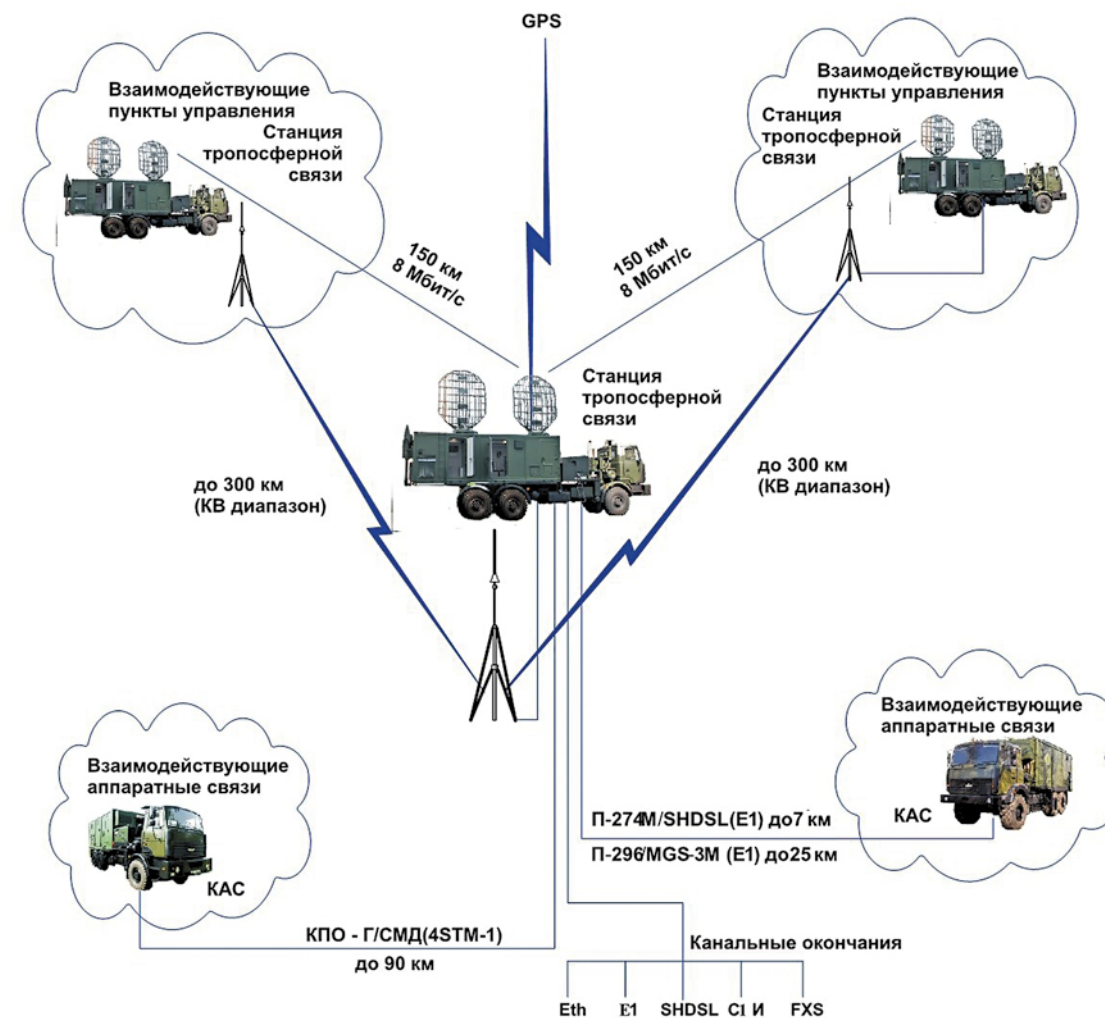 GPS
Взаимодействующие
пункты управления
Станция
тропосферной
связи
Взаимодействующие
пункты управления
Станция
тропосферной
связи
150 км
8 Мбит/с
150 км
8 Мбит/с
Станция
тропосферной
связи
до 300 км
(КВ диапазон)
до 300 км
(КВ диапазон)
Взаимодействующие
аппаратные связи
КАС
Взаимодействующие
аппаратные связи
КАС
П-274М/SHDSL(E1) до7 км
П-296/MGS-3M (E1) до25 км
КПО - Г/СМД(4STM-1)
до 90 км
Канальные окончания
Eth E1 SHDSL С1 И FXS